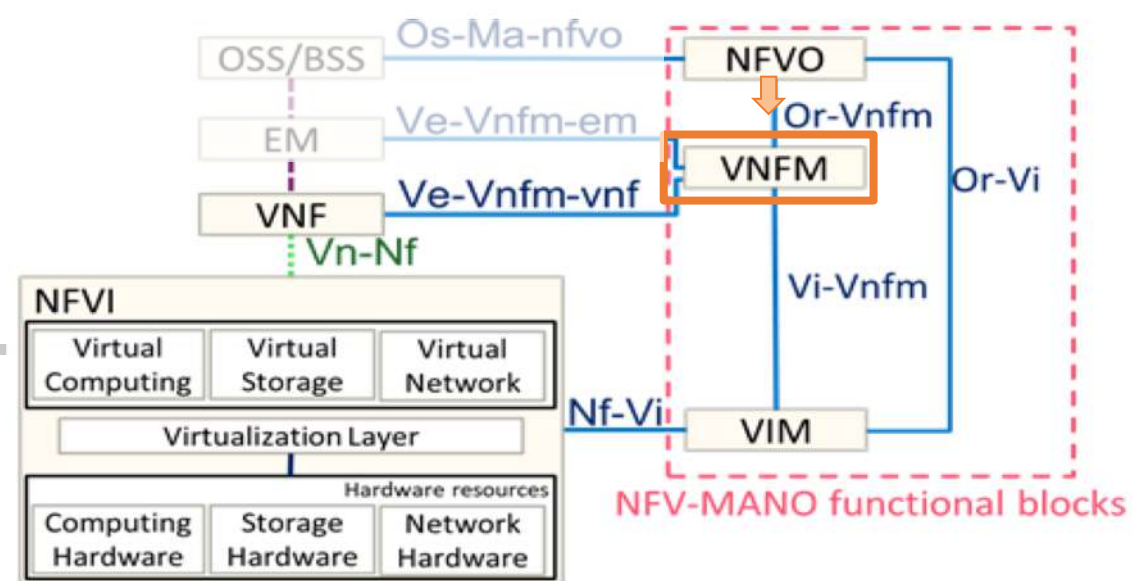 Os-Ma-nfvo
OSS/BSS
NFVO
Or-Vnfm
Ve-Vnfm-em
EM
VNFM
Or-Vi
Ve-Vnfm-vnf
VNF
Vn-Nf
Vi-Vnfm
NFVI
Virtual
Computing
Virtual
Storage
Virtual
Network
Nf-Vi
VIM
Virtualization Layer
Hardware resources
NFV-MANO functional blocks
Computing
Hardware
Storage
Hardware
Network
Hardware